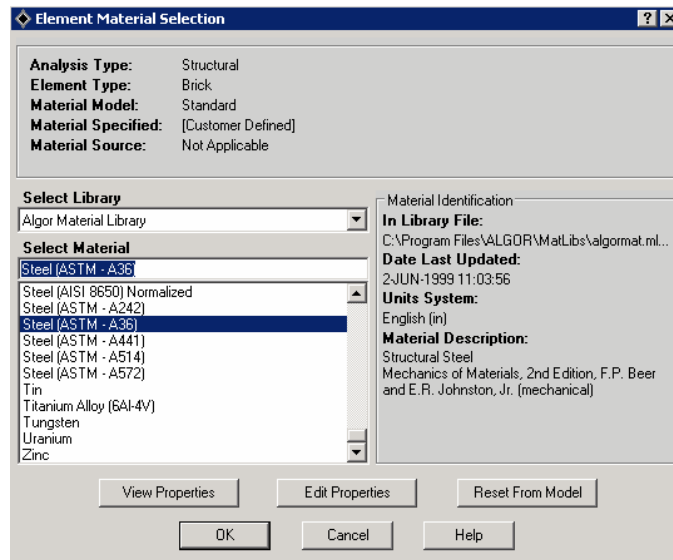 Element Material Selection
Analysis Type: Structural
Element Type: Brick
Material Model: Standard
Material Specified: [Customer Defined]
Material Source: Not Applicable
Select Library
Algor Material Library
Select Material
Steel (ASTM - A36)
Steel (AISI 8650) Normalized
Steel (ASTM - A242)
Steel (ASTM - A36)
Steel (ASTM - A441)
Steel (ASTM - A514)
Steel (ASTM - A572)
Tin
Titanium Alloy (6Al-4V)
Tungsten
Uranium
Zinc
Material Identification
In Library File:
C:\Program Files\ALGOR\MatLibs\algormat.ml...
Date Last Updated:
2-JUN-1999 11:03:56
Units System:
English (in)
Material Description:
Structural Steel
Mechanics of Materials, 2nd Edition, F.P. Beer
and E.R. Johnston, Jr. (mechanical)
View Properties
Edit Properties
Reset From Model
OK
Cancel
Help